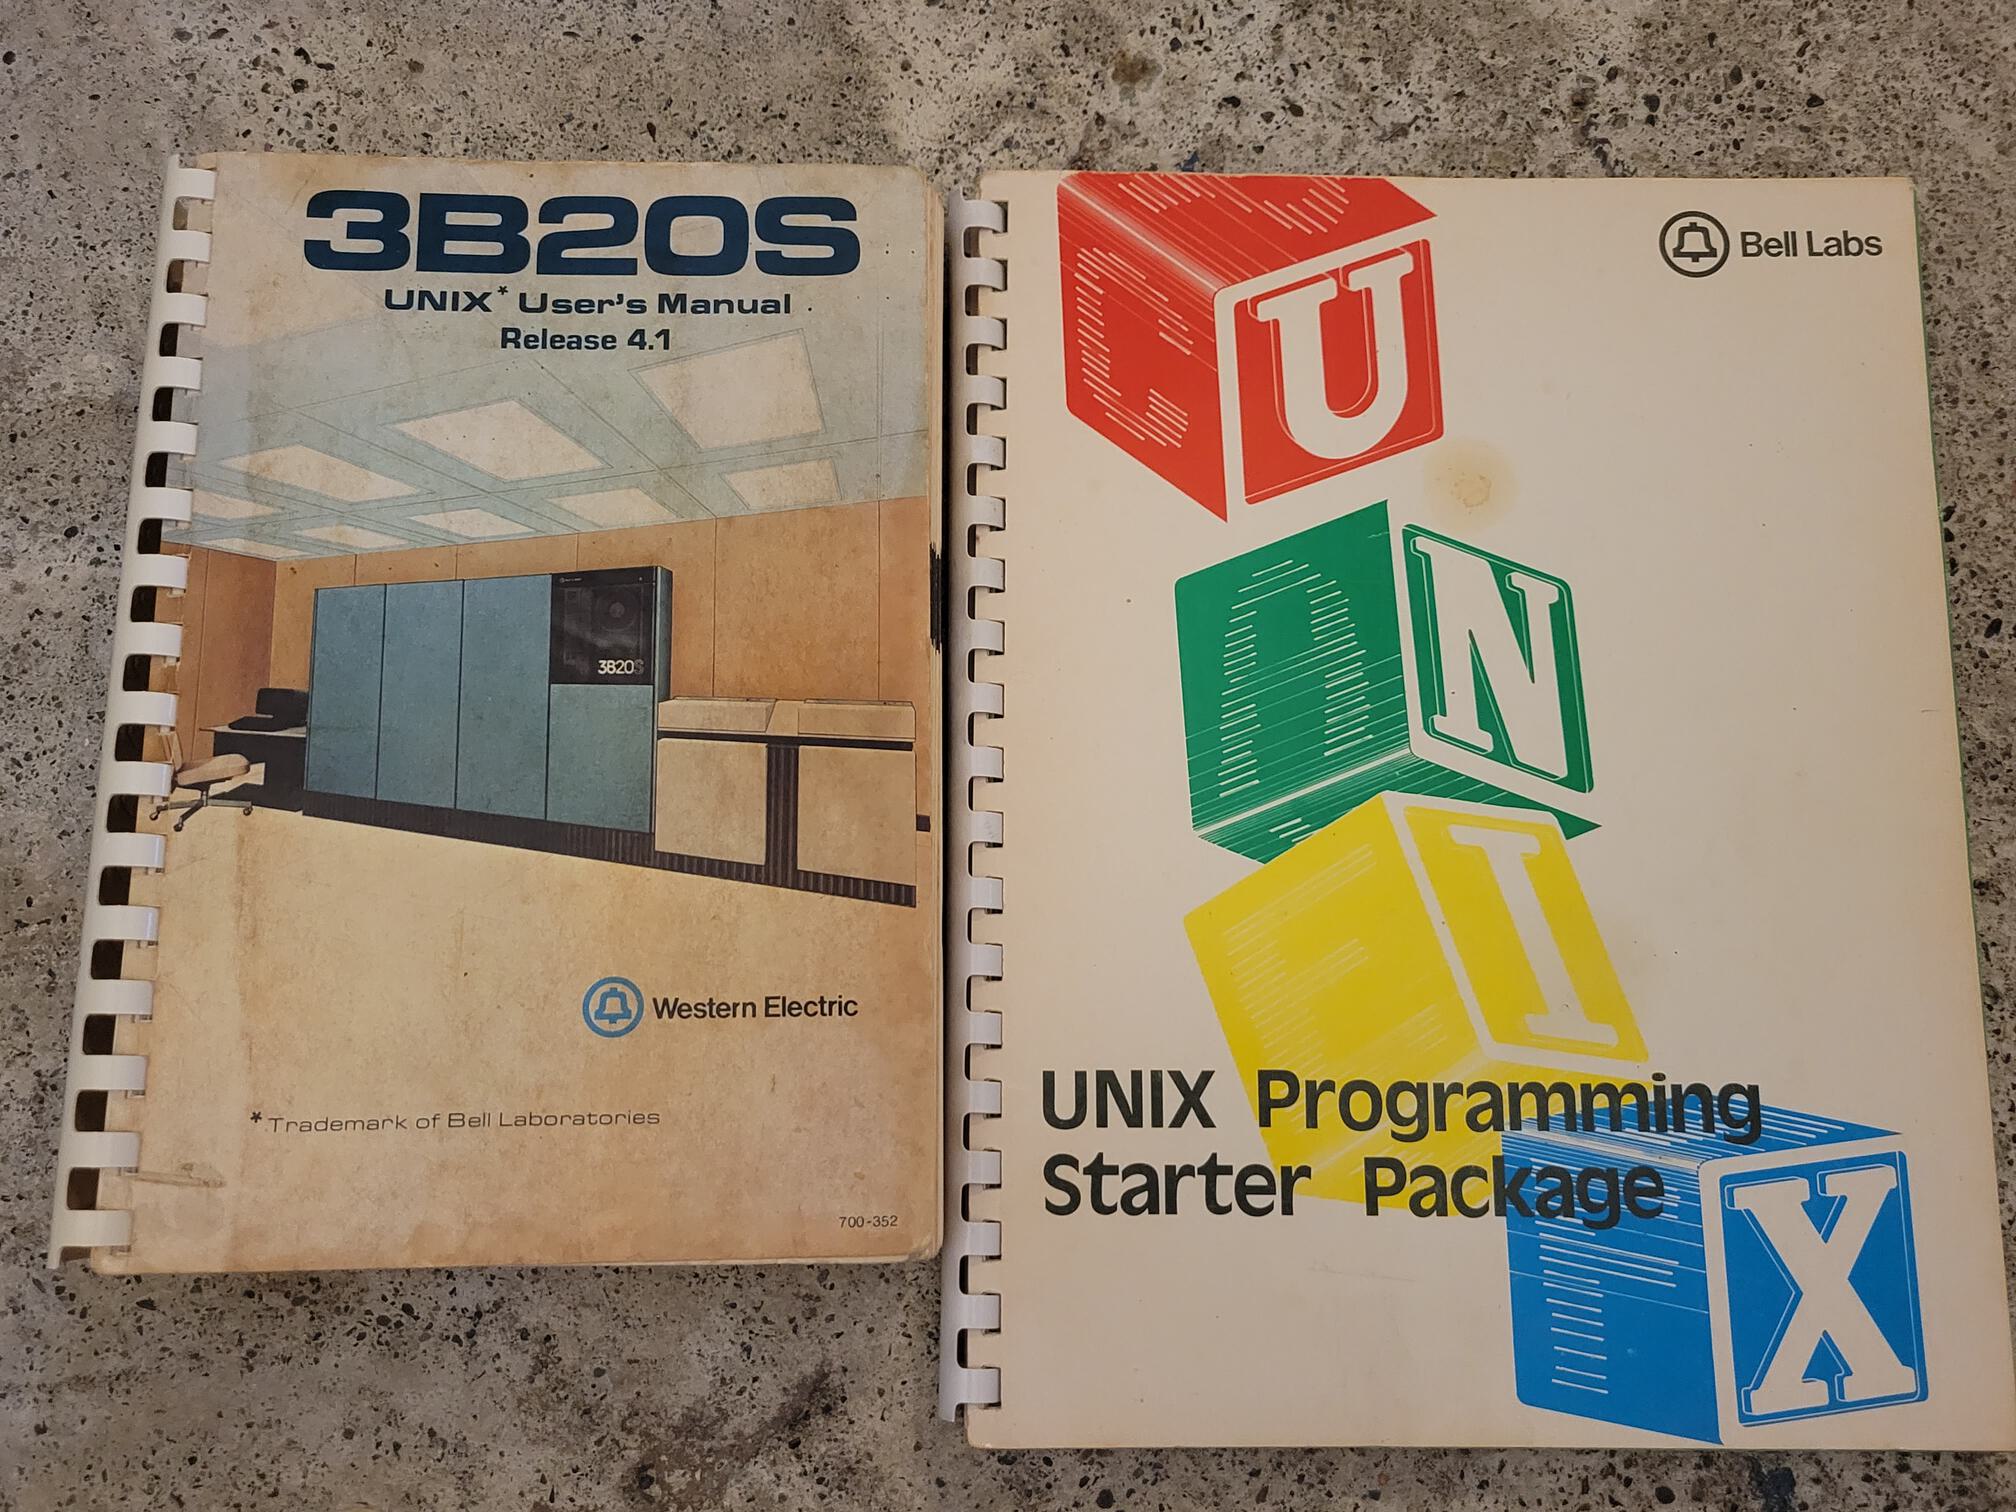 3B20S
UNIX* User's Manual
Release 4.1
3B20S
Western Electric
* Trademark of Bell Laboratories
700-352
Bell Labs
U
N
I
X
UNIX Programming
Starter Package